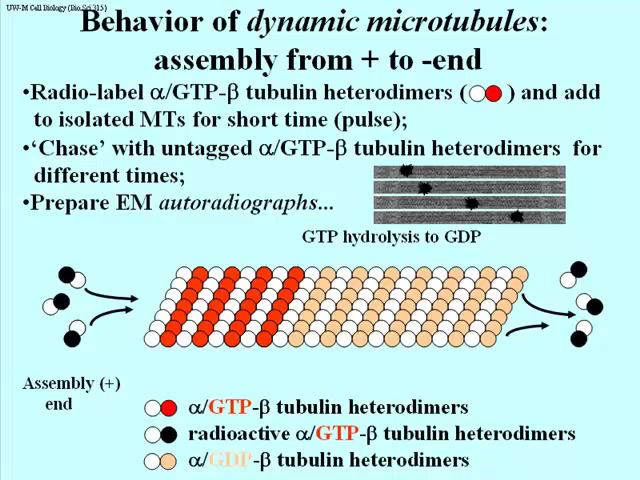 UW-M Cell Biology (Bio Sci 315)
Behavior of dynamic microtubules:
assembly from + to -end
•Radio-label α/GTP-β tubulin heterodimers ( ) and add
to isolated MTs for short time (pulse);
•‘Chase’ with untagged α/GTP-β tubulin heterodimers for
different times;
•Prepare EM autoradiographs...
GTP hydrolysis to GDP
Assembly (+)
end
α/GTP-β tubulin heterodimers
radioactive α/GTP-β tubulin heterodimers
α/GDP-β tubulin heterodimers